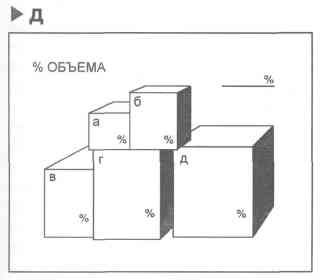 Д
% ОБЪЕМА
%
б
а
% %
в г д
% % %